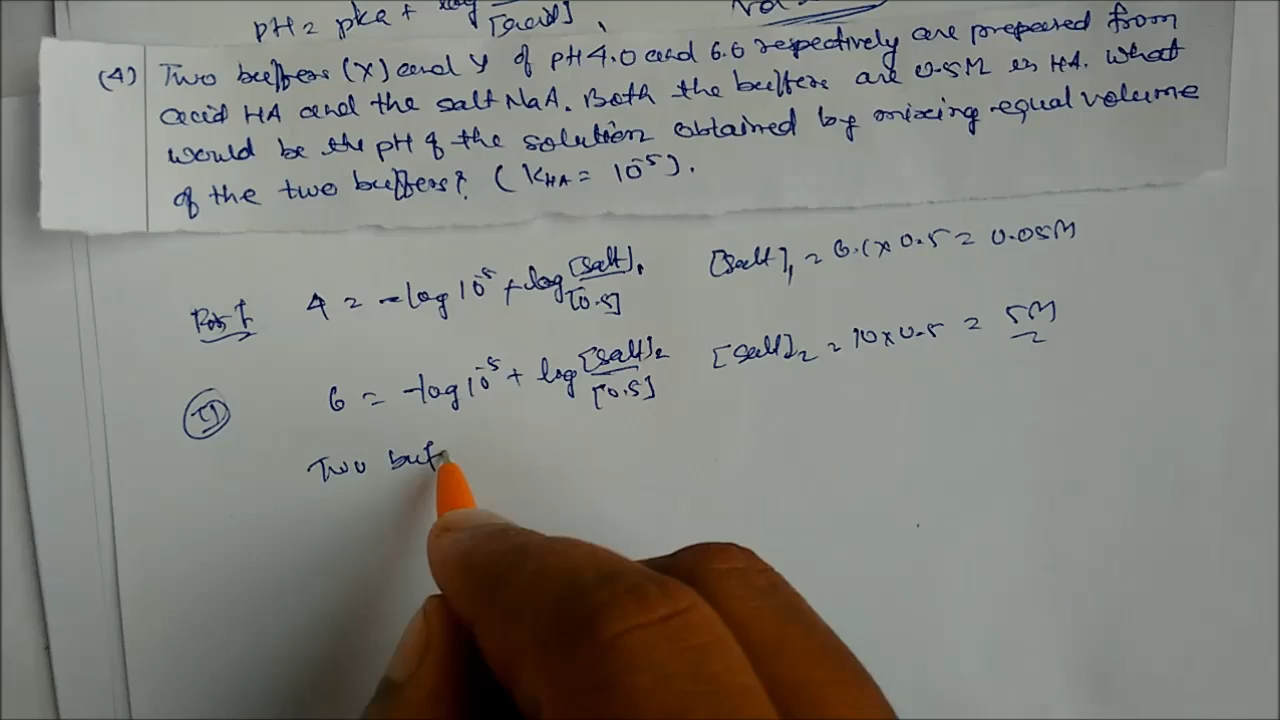 pH = pka + log
[acid],
(4) Two buffers (X) and Y of pH 4.0 and 6.0 respectively are prepared from
acid HA and the salt NaA. Both the buffers are 0.5M in HA. What
would be the pH of the solution obtained by mixing equal volume
of the two buffers? (KHA = 10⁻⁵).
For I 4 = -log 10⁻⁵ + log [salt]₁ / [0.5] [salt]₁ = 0.1 x 0.5 = 0.05M
II 6 = -log 10⁻⁵ + log [salt]₂ / [0.5] [salt]₂ = 10 x 0.5 = 5M
Two buf